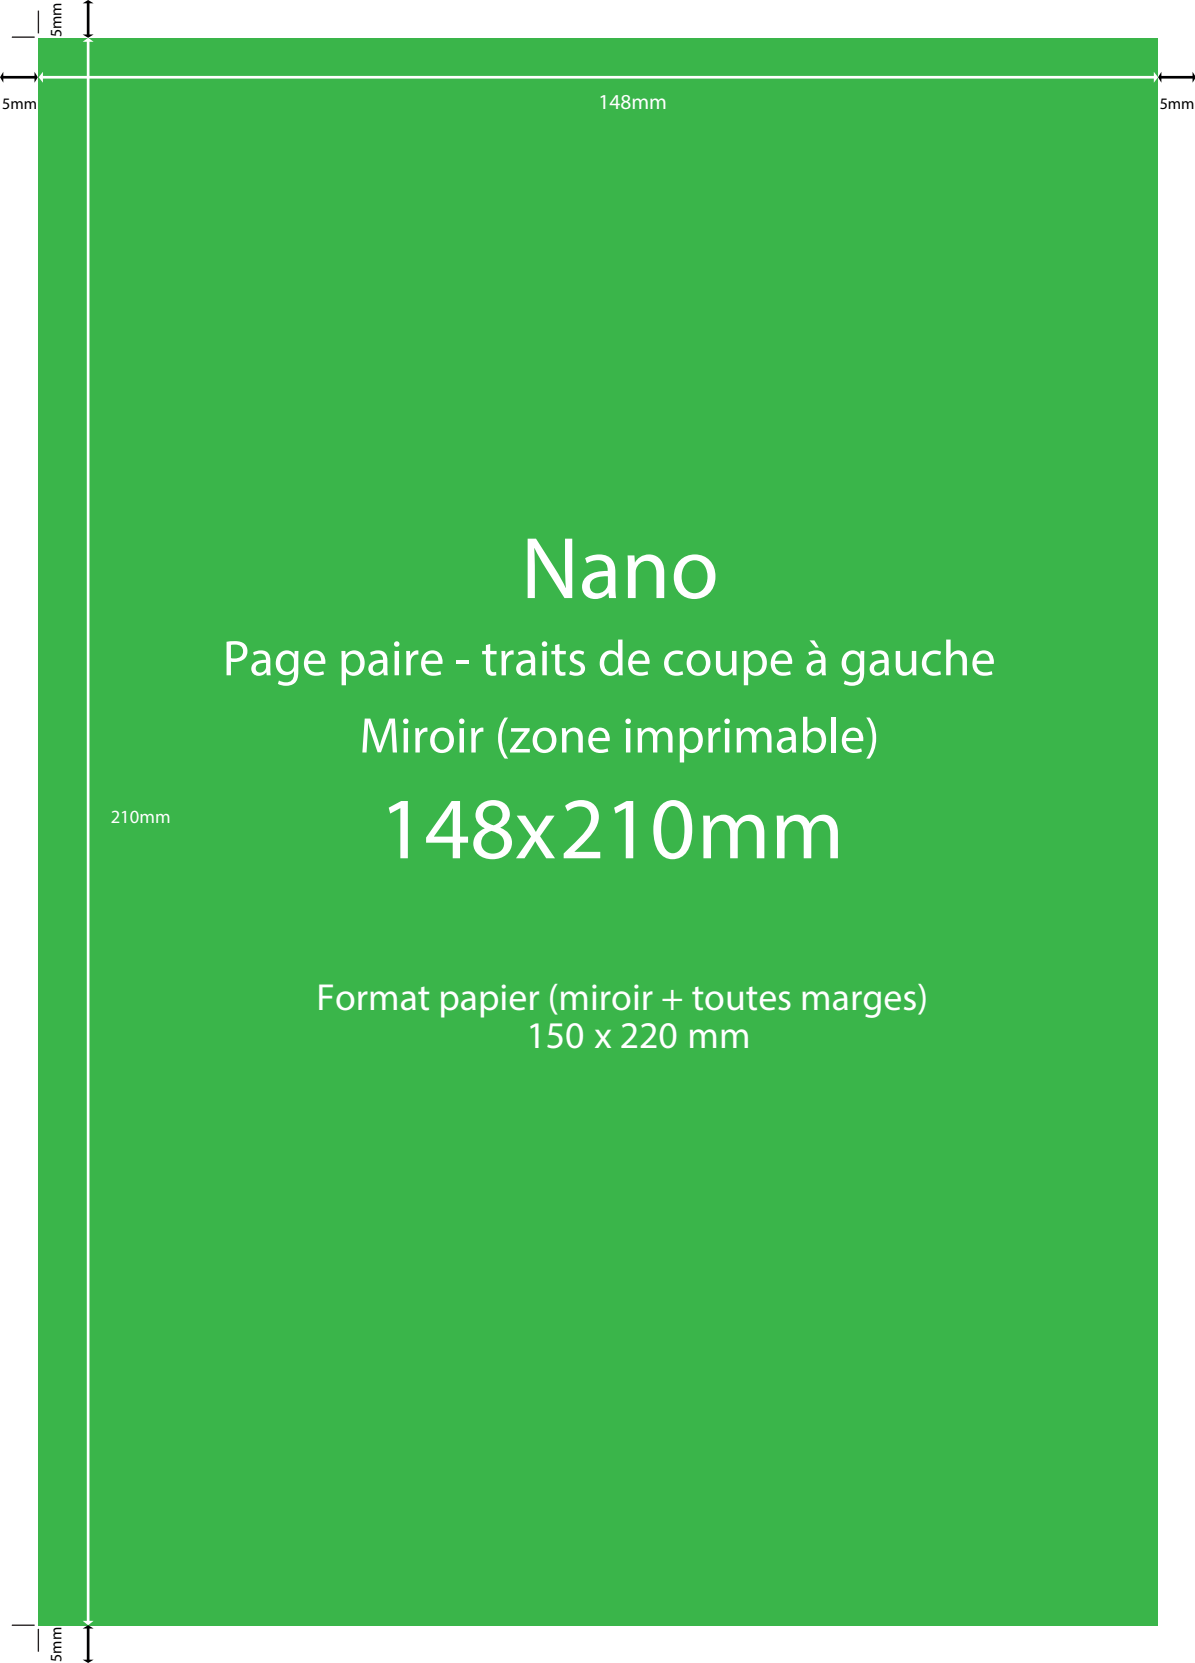 5mm
5mm
148mm
5mm
Nano
Page paire - traits de coupe à gauche
Miroir (zone imprimable)
148x210mm
210mm
Format papier (miroir + toutes marges)
150 x 220 mm
5mm